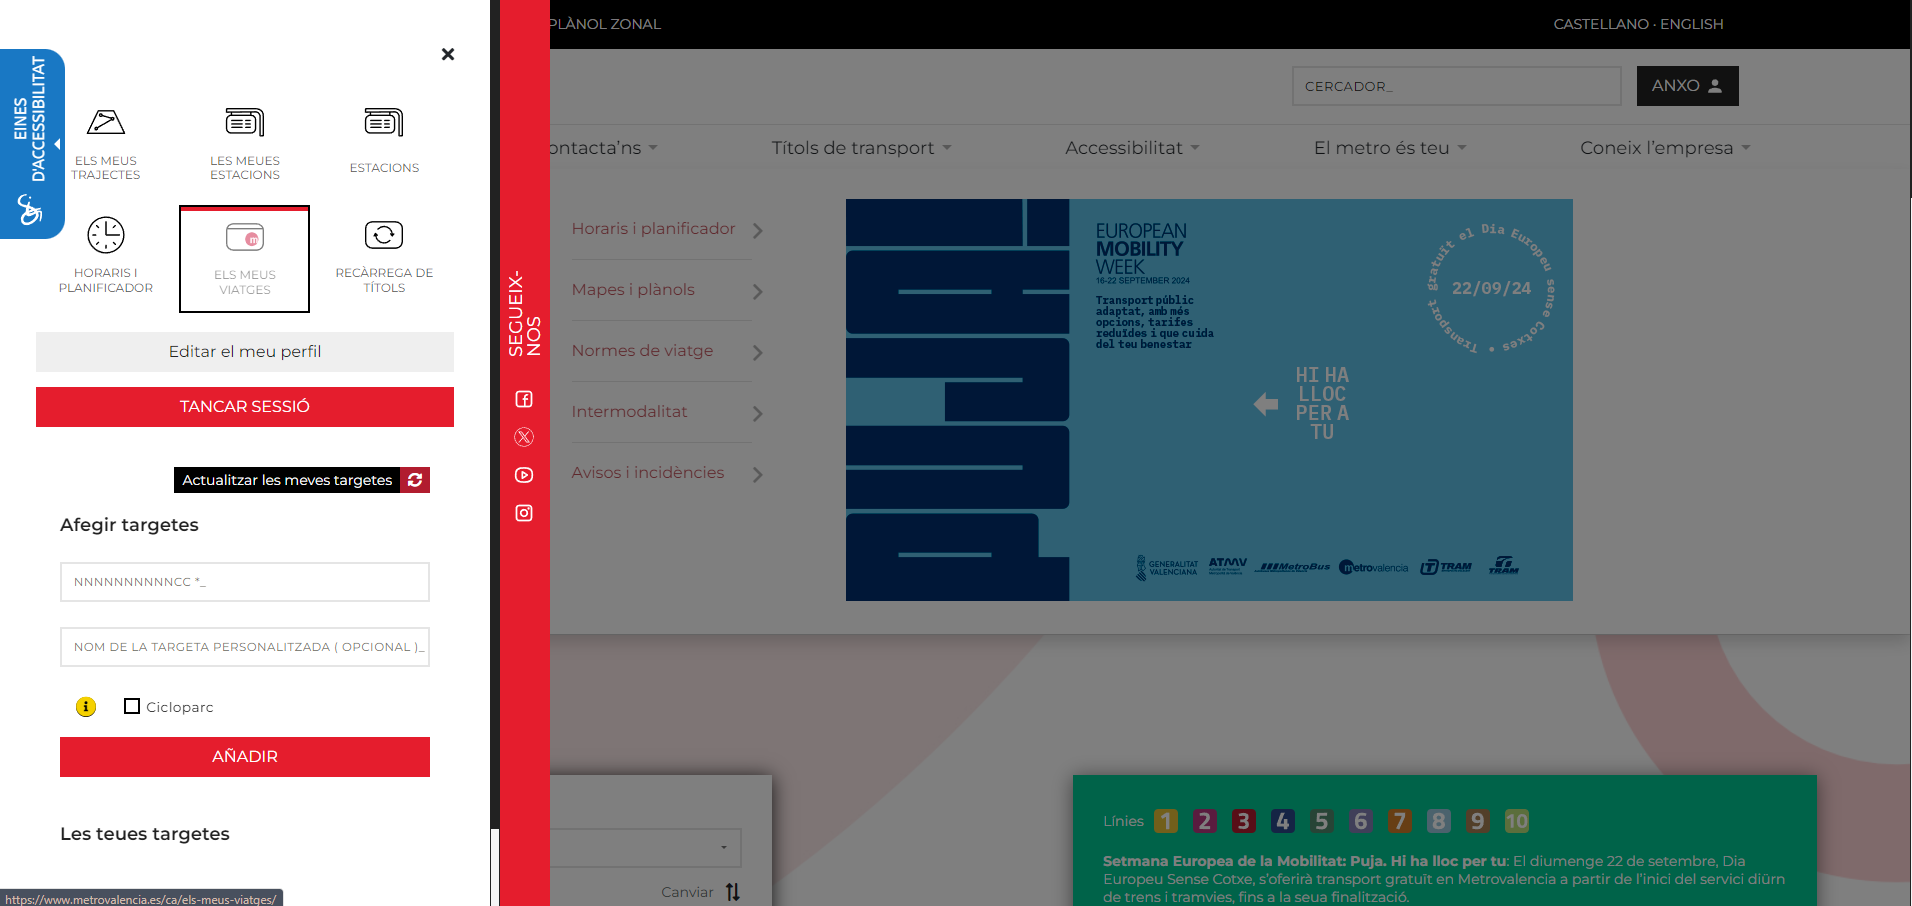 PLÀNOL ZONAL
CASTELLANO · ENGLISH
EINES
D'ACCESSIBILITAT
CERCADOR_
ANXO
ELS MEUS
TRAJECTES
LES MEUES
ESTACIONS
ESTACIONS
HORARIS I
PLANIFICADOR
m
ELS MEUS
VIATGES
RECÀRREGA DE
TÍTOLS
Editar el meu perfil
TANCAR SESSIÓ
Actualitzar les meves targetes
Afegir targetes
NNNNNNNNNNCC *_
NOM DE LA TARGETA PERSONALITZADA ( OPCIONAL )_
Cicloparc
AÑADIR
Les teues targetes
https://www.metrovalencia.es/ca/els-meus-viatges/
SEGUEIX-
NOS
ontacta'ns
Títols de transport
Accessibilitat
El metro és teu
Coneix l'empresa
Horaris i planificador
Mapes i plànols
Normes de viatge
Intermodalitat
Avisos i incidències
EUROPEAN
MOBILITY
WEEK
16-22 SEPTEMBER 2024
Transport públic
adaptat, amb més
opcions, tarifes
reduïdes i que cuida
del teu benestar
Transport gratuït el Dia Europeu sense Cotxes •
22/09/24
HI HA
LLOC
PER A
TU
GENERALITAT
VALENCIANA
ATMV
MetroBus
metrovalencia
TRAM
TRAM
Canviar
Línies 1 2 3 4 5 6 7 8 9 10
Setmana Europea de la Mobilitat: Puja. Hi ha lloc per tu: El diumenge 22 de setembre, Dia
Europeu Sense Cotxe, s'oferirà transport gratuït en Metrovalencia a partir de l'inici del servici diürn
de trens i tramvies, fins a la seua finalització.